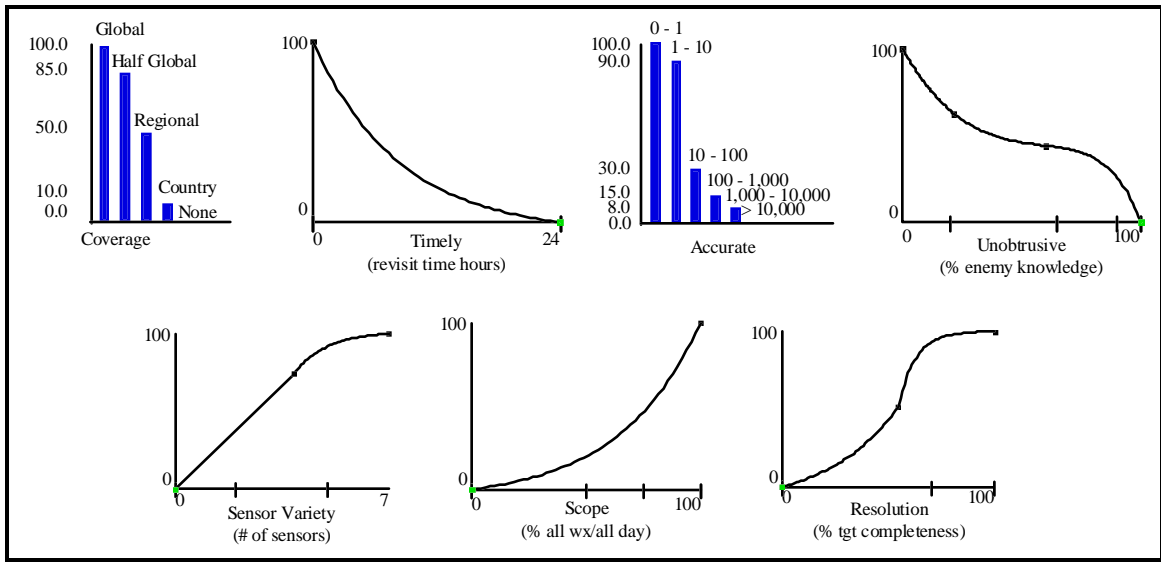 Global
100.0
85.0
Half Global
50.0
Regional
10.0
Country
0.0
None
Coverage
100
0
0
24
Timely
(revisit time hours)
0 - 1
100.0
1 - 10
90.0
10 - 100
30.0
100 - 1,000
15.0
1,000 - 10,000
8.0
> 10,000
0.0
Accurate
100
0
0
100
Unobtrusive
(% enemy knowledge)
100
0
0
7
Sensor Variety
(# of sensors)
100
0
0
100
Scope
(% all wx/all day)
100
0
0
100
Resolution
(% tgt completeness)